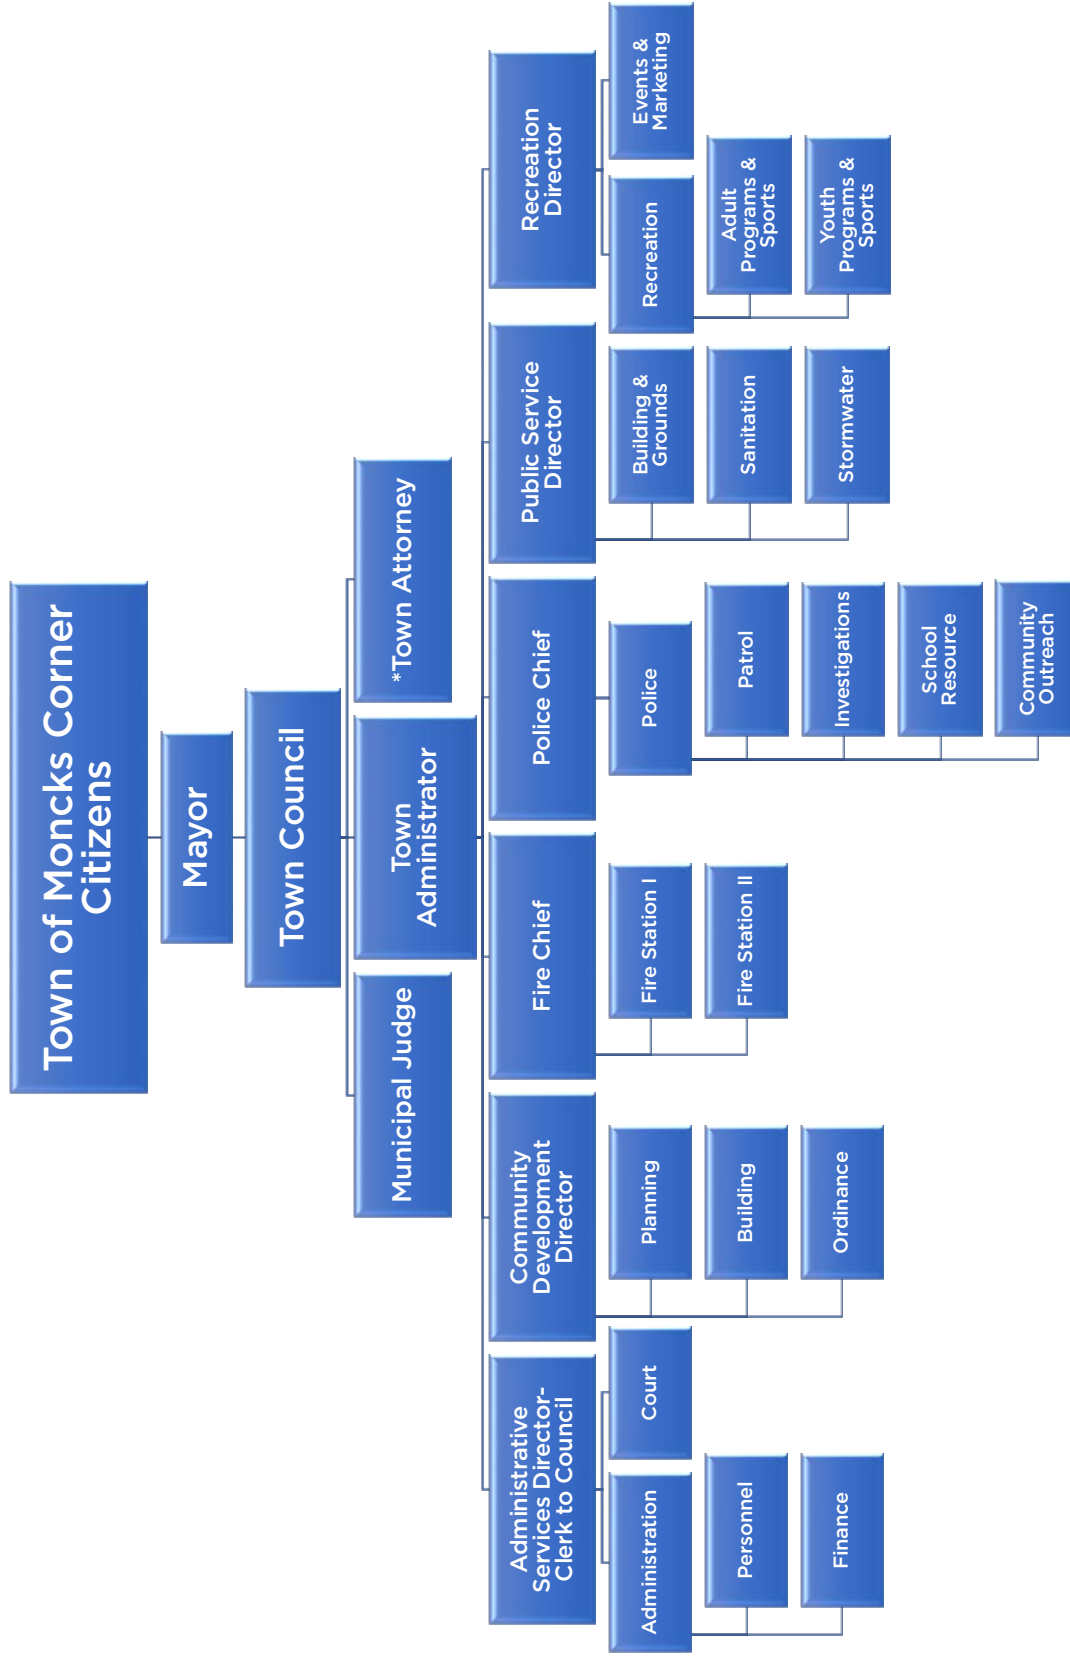 Town of Moncks Corner
Citizens
Mayor
Town Council
Municipal Judge
Town
Administrator
*Town Attorney
Administrative
Services Director-
Clerk to Council
Administration
Personnel
Finance
Court
Community
Development
Director
Planning
Building
Ordinance
Fire Chief
Fire Station I
Fire Station II
Police Chief
Police
Patrol
Investigations
School
Resource
Community
Outreach
Public Service
Director
Building &
Grounds
Sanitation
Stormwater
Recreation
Director
Recreation
Adult
Programs &
Sports
Youth
Programs &
Sports
Events &
Marketing